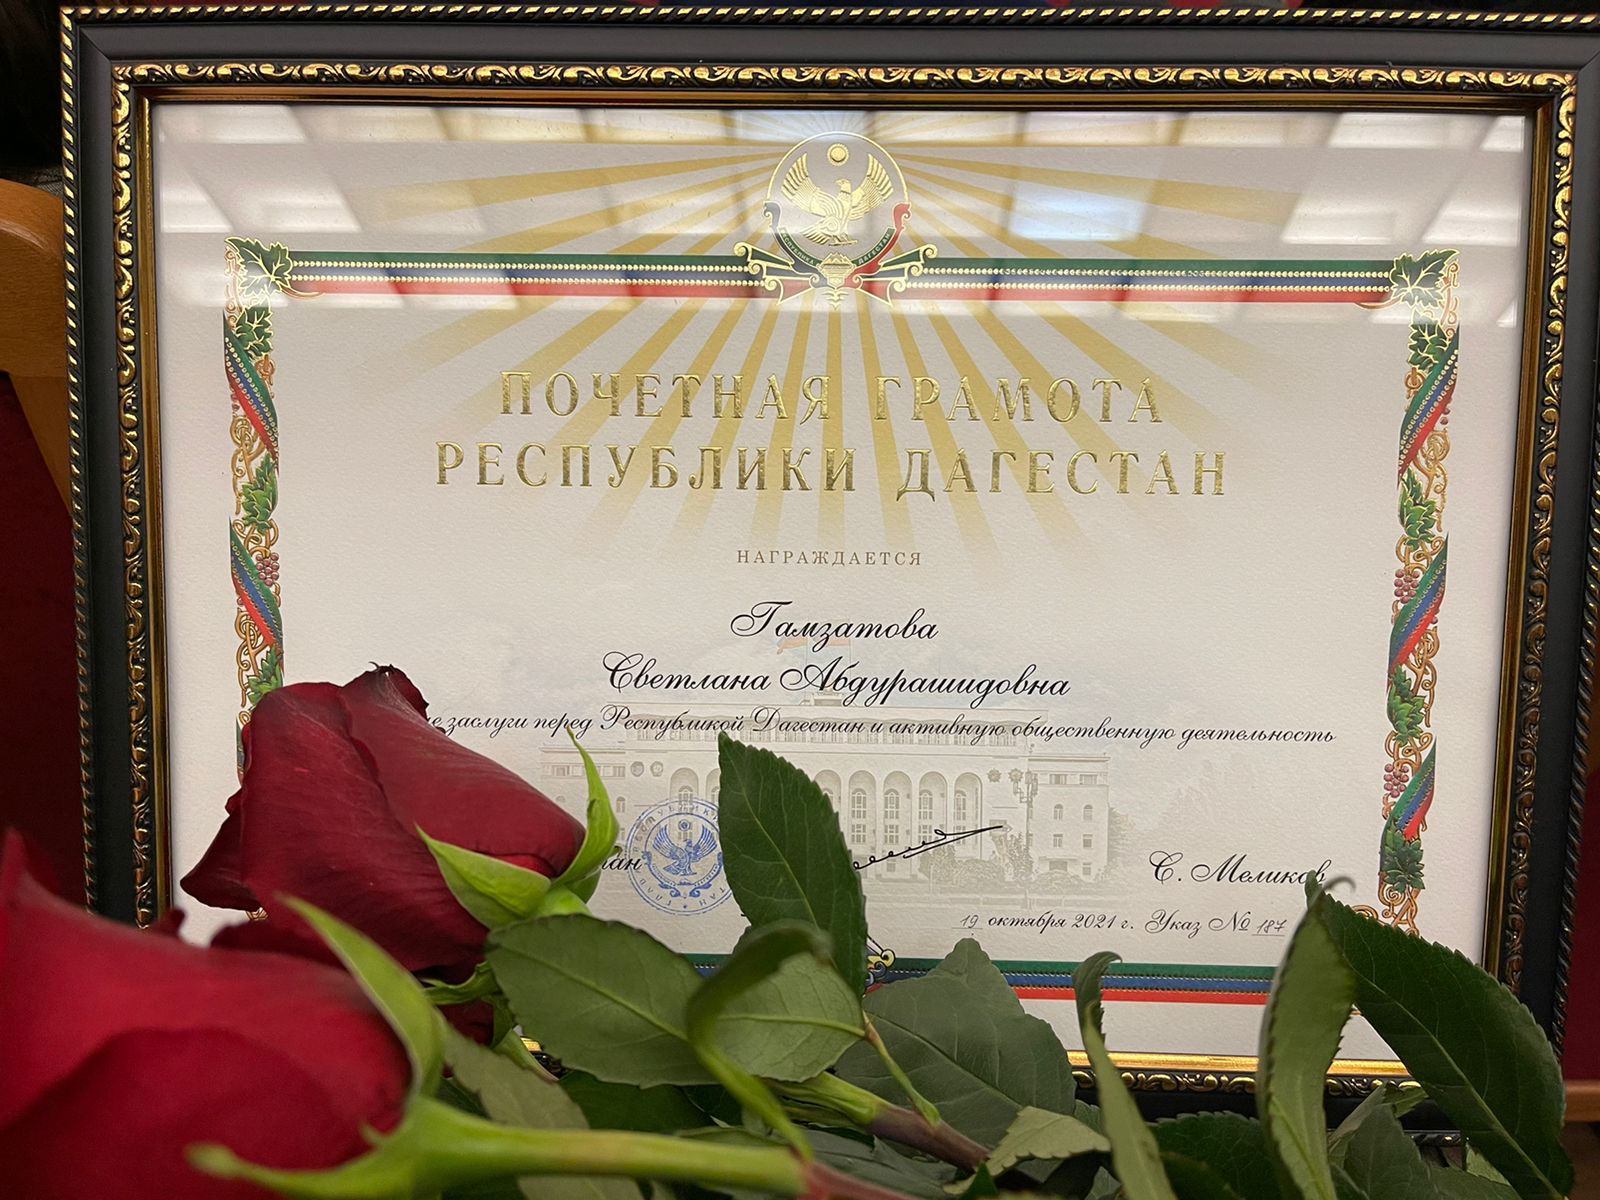 ПОЧЕТНАЯ ГРАМОТА
РЕСПУБЛИКИ ДАГЕСТАН
НАГРАЖДАЕТСЯ
Гамзатова
Светлана Абдурашидовна
заслуги перед Республикой Дагестан и активную общественную деятельность
С. Меликов
19 октября 2021 г. Указ № 187